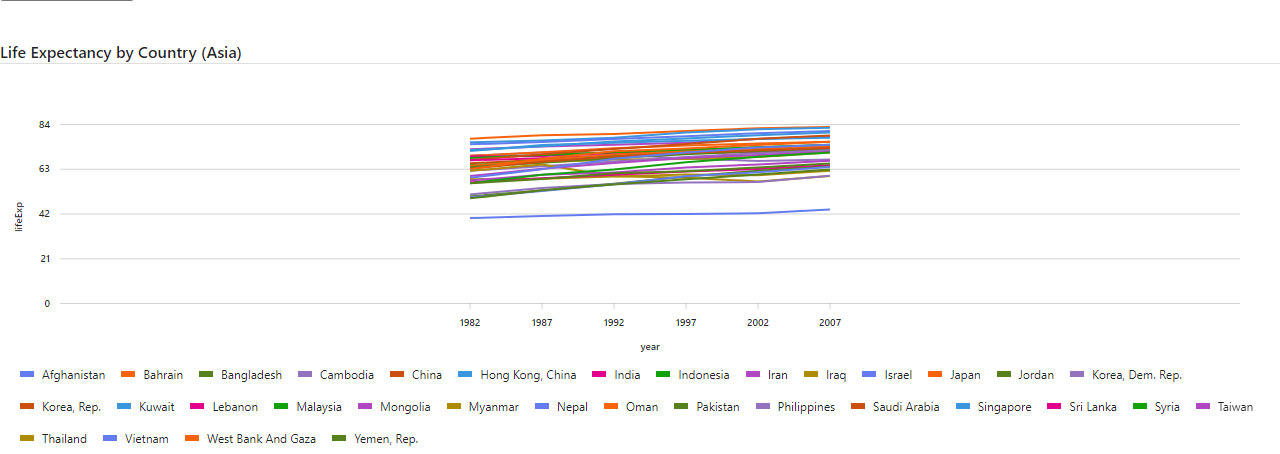 Life Expectancy by Country (Asia)
84
63
42
21
0
lifeExp
1982 1987 1992 1997 2002 2007
year
Afghanistan Bahrain Bangladesh Cambodia China Hong Kong, China India Indonesia Iran Iraq Israel Japan Jordan Korea, Dem. Rep.
Korea, Rep. Kuwait Lebanon Malaysia Mongolia Myanmar Nepal Oman Pakistan Philippines Saudi Arabia Singapore Sri Lanka Syria Taiwan
Thailand Vietnam West Bank And Gaza Yemen, Rep.